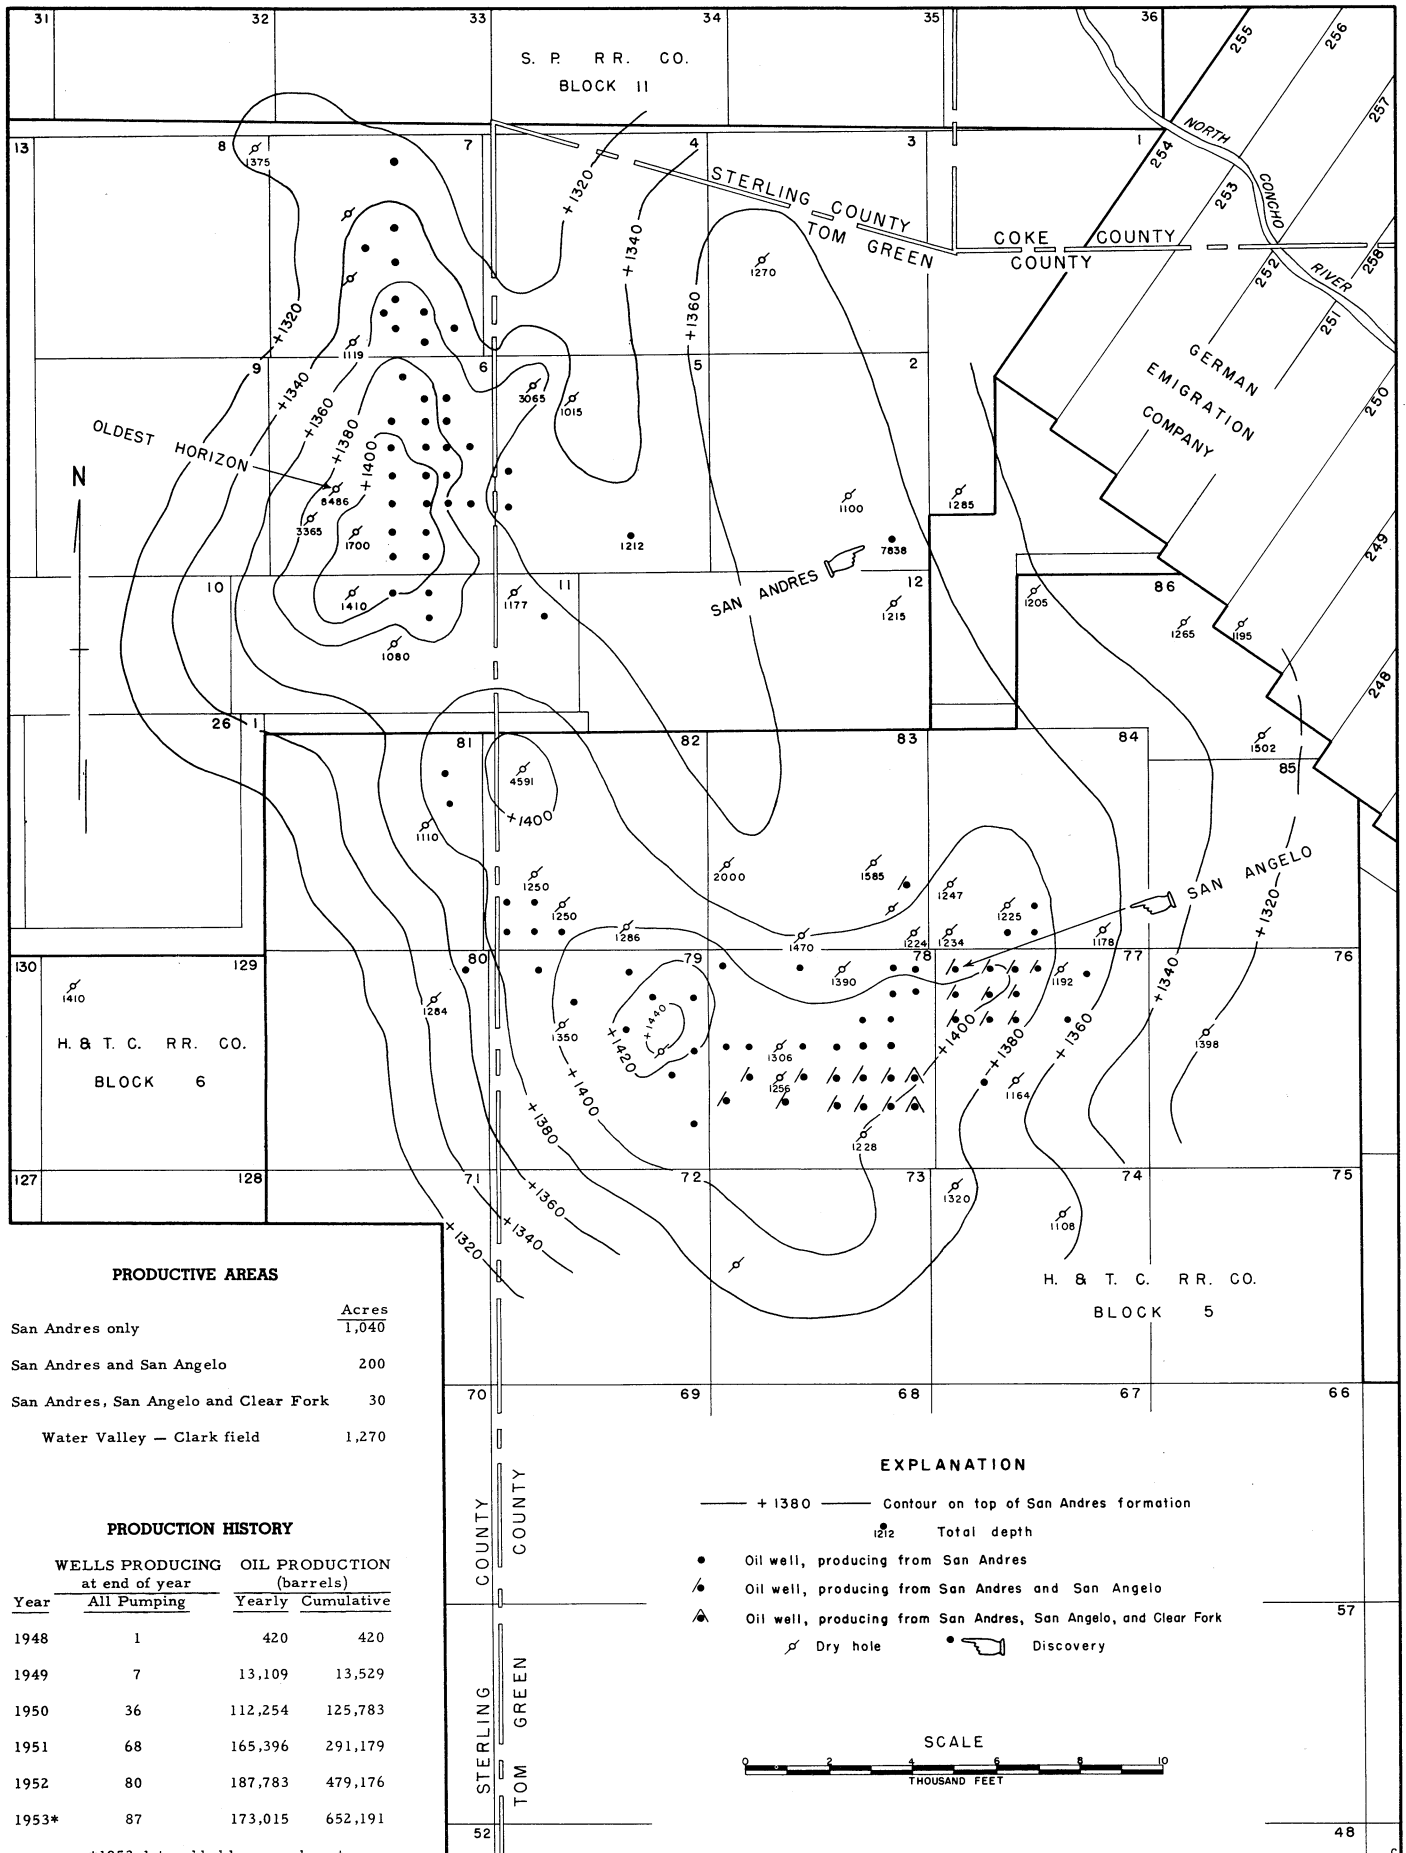 31 32 33 34 35 36
S. P. RR. CO.
BLOCK 11
255 256 257
254 253 252 258 251
NORTH CONCHO RIVER
13 8 7 4 3 1
1375
+1320
+1340
STERLING COUNTY
TOM GREEN
COKE COUNTY
COUNTY
1270
+1320
+1360
1119
9 6 5 2
+1340
3065
1015
GERMAN
EMIGRATION
COMPANY
250
+1360
+1380
OLDEST HORIZON
+1400
N
8486
3365
1700
1100
1285
1212
7838
249
SAN ANDRES
10 11 12 86
1410
1177
1215
1205
1265
1195
1080
248
26 1 81 82 83 84 85
1502
4591
+1400
1110
2000
1585
1250
1250
1247
1225
SAN ANGELO
1286
1470
1224
1234
1178
+1320
130 129 80 79 78 77 76
1410
1284
1390
1192
+1340
H. & T. C. RR. CO.
BLOCK 6
1350
+1440
+1420
1306
+1400
+1380
+1360
1398
1256
1164
+1400
+1380
1228
127 128 71 72 73 74 75
+1360
+1340
+1320
1320
1108
H. & T. C. RR. CO.
BLOCK 5
70 69 68 67 66
PRODUCTIVE AREAS
Acres
San Andres only 1,040
San Andres and San Angelo 200
San Andres, San Angelo and Clear Fork 30
Water Valley — Clark field 1,270
PRODUCTION HISTORY
WELLS PRODUCING OIL PRODUCTION
at end of year (barrels)
Year All Pumping Yearly Cumulative
1948 1 420 420
1949 7 13,109 13,529
1950 36 112,254 125,783
1951 68 165,396 291,179
1952 80 187,783 479,176
1953* 87 173,015 652,191
STERLING COUNTY
TOM GREEN COUNTY
EXPLANATION
+1380 Contour on top of San Andres formation
1212 Total depth
Oil well, producing from San Andres
Oil well, producing from San Andres and San Angelo
Oil well, producing from San Andres, San Angelo, and Clear Fork
Dry hole Discovery
57
SCALE
0 2 4 6 8 10
THOUSAND FEET
52 48